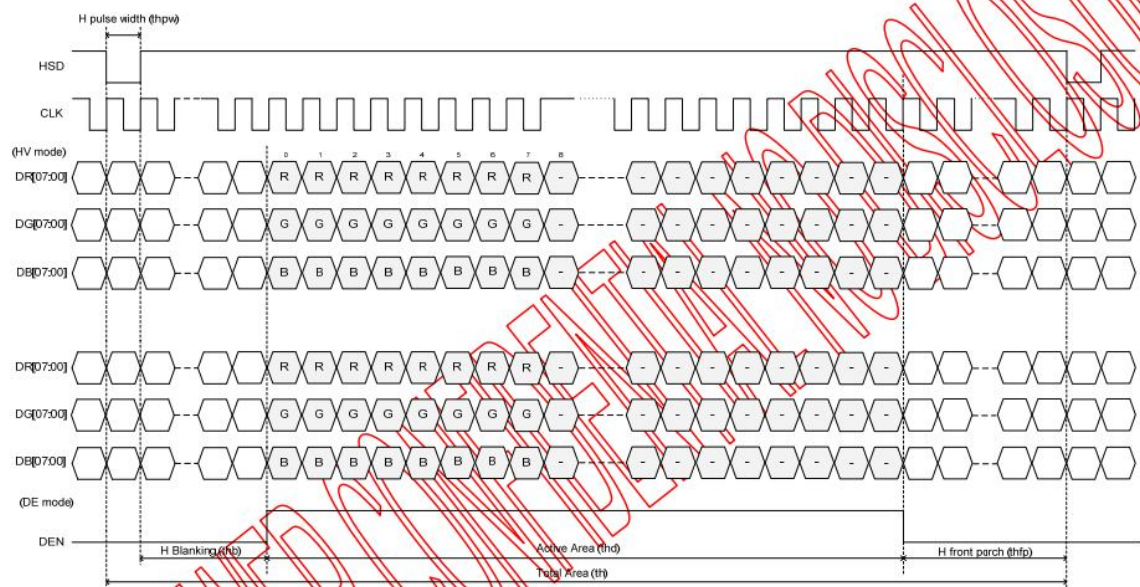 H pulse width (thpw)
HSD
CLK
(HV mode)
0 1 2 3 4 5 6 7 8
DR[07:00] R R R R R R R R - - - - - - - - -
DG[07:00] G G G G G G G G - - - - - - - - -
DB[07:00] B B B B B B B B - - - - - - - - -
DR[07:00] R R R R R R R R - - - - - - - - -
DG[07:00] G G G G G G G G - - - - - - - - -
DB[07:00] B B B B B B B B - - - - - - - - -
(DE mode)
DEN
H Blanking (thb) Active Area (thd) H front porch (thfp)
Total Area (th)